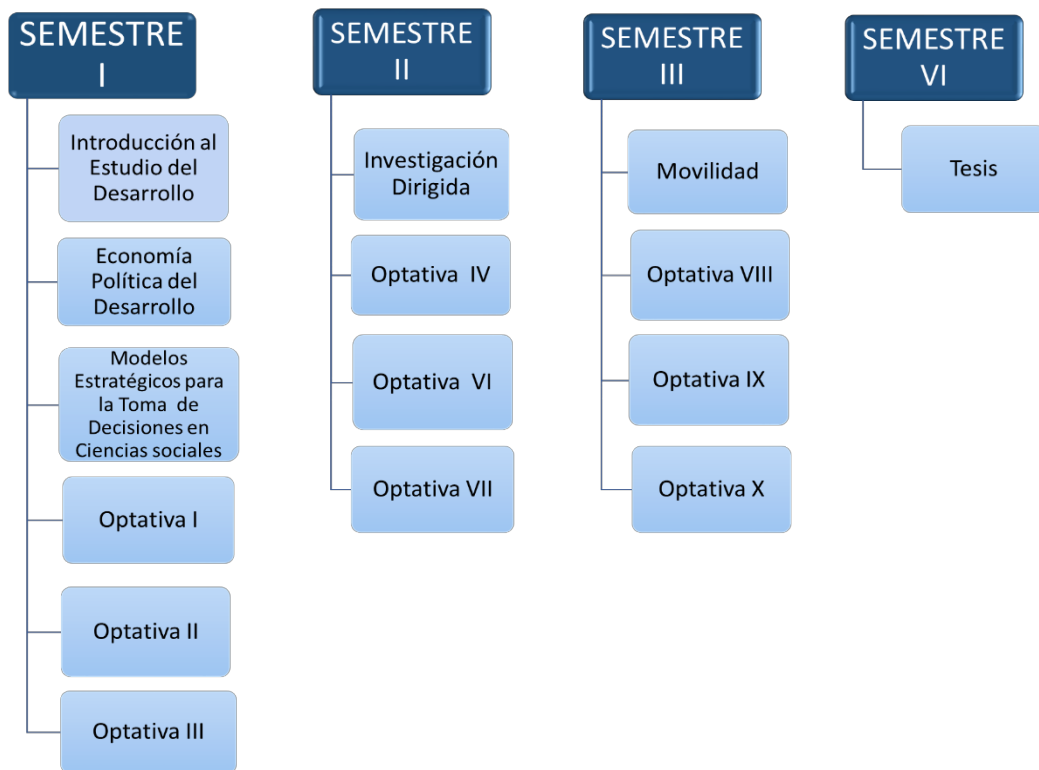 SEMESTRE
I
Introducción al
Estudio del
Desarrollo
Economía
Política del
Desarrollo
Modelos
Estratégicos para
la Toma de
Decisiones en
Ciencias sociales
Optativa I
Optativa II
Optativa III
SEMESTRE
II
Investigación
Dirigida
Optativa IV
Optativa VI
Optativa VII
SEMESTRE
III
Movilidad
Optativa VIII
Optativa IX
Optativa X
SEMESTRE
VI
Tesis